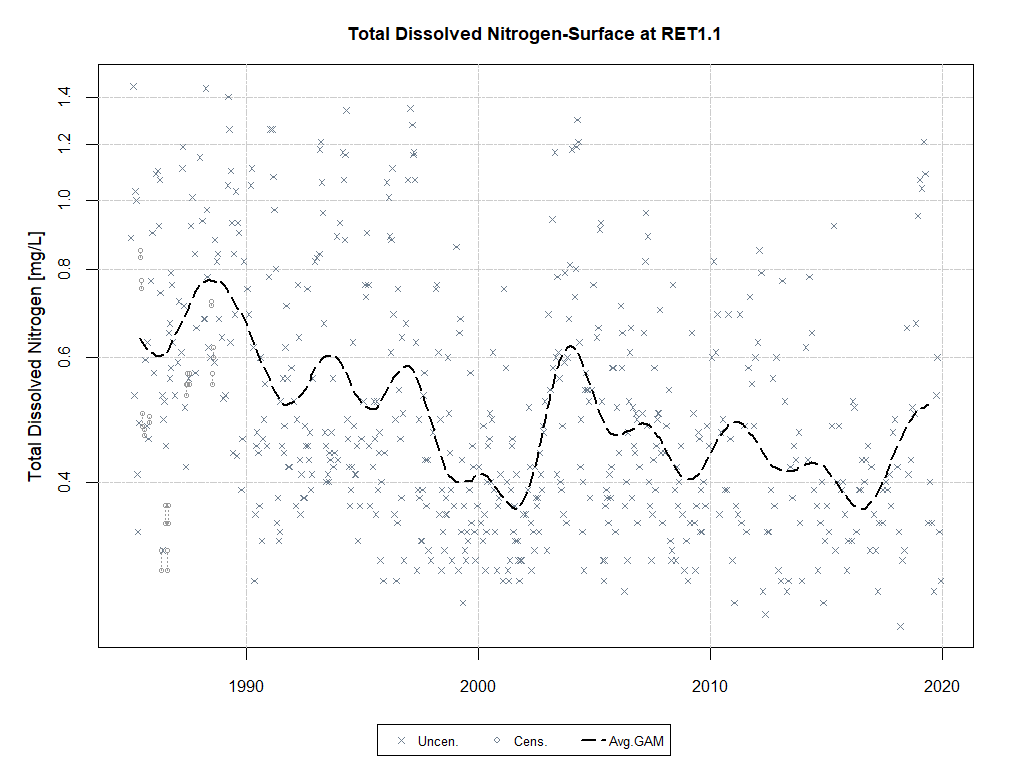 Total Dissolved Nitrogen-Surface at RET1.1
Total Dissolved Nitrogen [mg/L]
1.4
1.2
1.0
0.8
0.6
0.4
1990 2000 2010 2020
Uncen. Cens. Avg.GAM